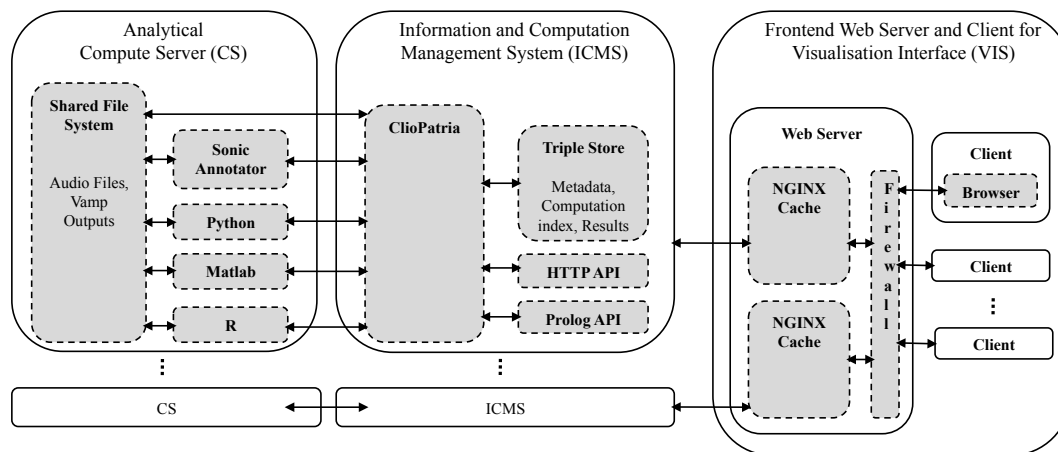 Analytical
Compute Server (CS)
Shared File
System
Audio Files,
Vamp
Outputs
Sonic
Annotator
Python
Matlab
R
...
CS
Information and Computation
Management System (ICMS)
ClioPatria
Triple Store
Metadata,
Computation
index, Results
HTTP API
Prolog API
...
ICMS
Frontend Web Server and Client for
Visualisation Interface (VIS)
Web Server
NGINX
Cache
NGINX
Cache
Firewall
Client
Browser
Client
...
Client